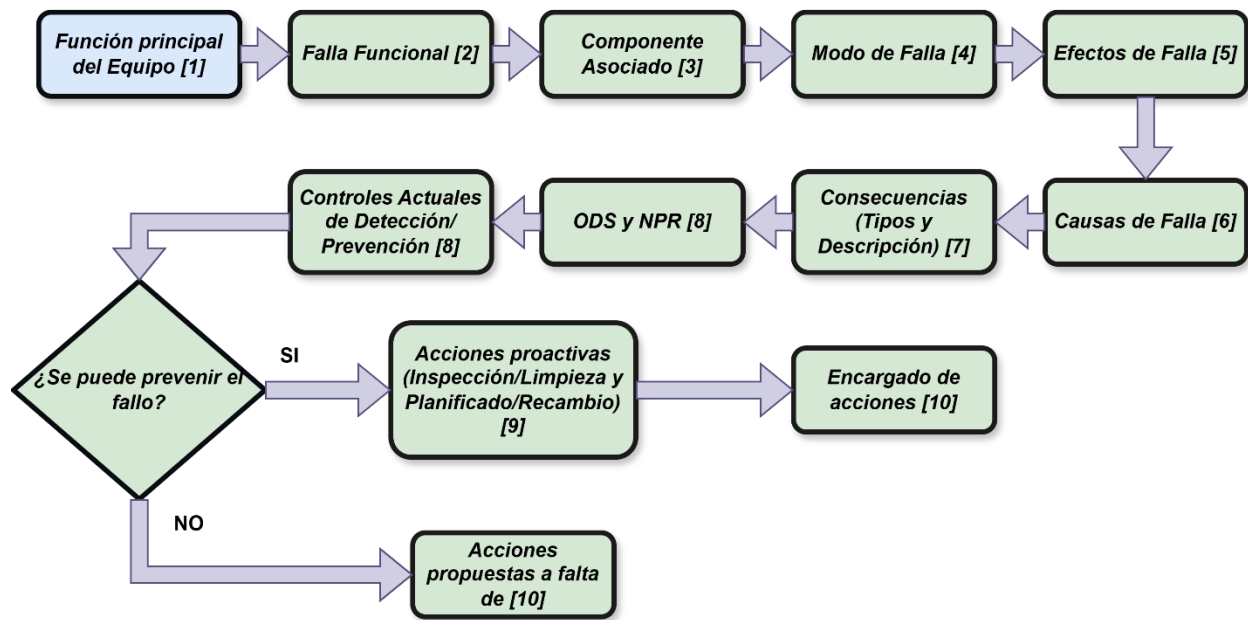 Función principal
del Equipo [1]
Falla Funcional [2]
Componente
Asociado [3]
Modo de Falla [4]
Efectos de Falla [5]
Causas de Falla [6]
Consecuencias
(Tipos y
Descripción) [7]
ODS y NPR [8]
Controles Actuales
de Detección/
Prevención [8]
¿Se puede prevenir el
fallo?
SI
Acciones proactivas
(Inspección/Limpieza y
Planificado/Recambio)
[9]
Encargado de
acciones [10]
NO
Acciones
propuestas a falta
de [10]